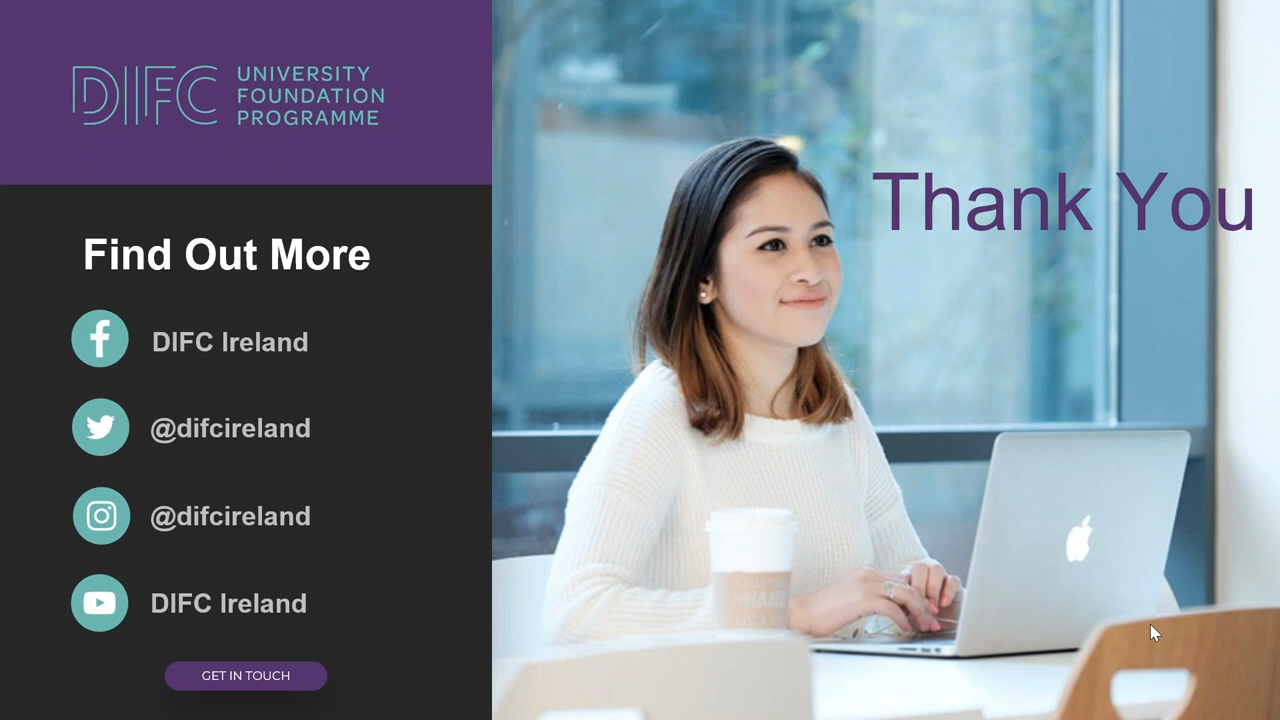 DIFC
UNIVERSITY
FOUNDATION
PROGRAMME
Find Out More
DIFC Ireland
@difcireland
@difcireland
DIFC Ireland
GET IN TOUCH
Thank You